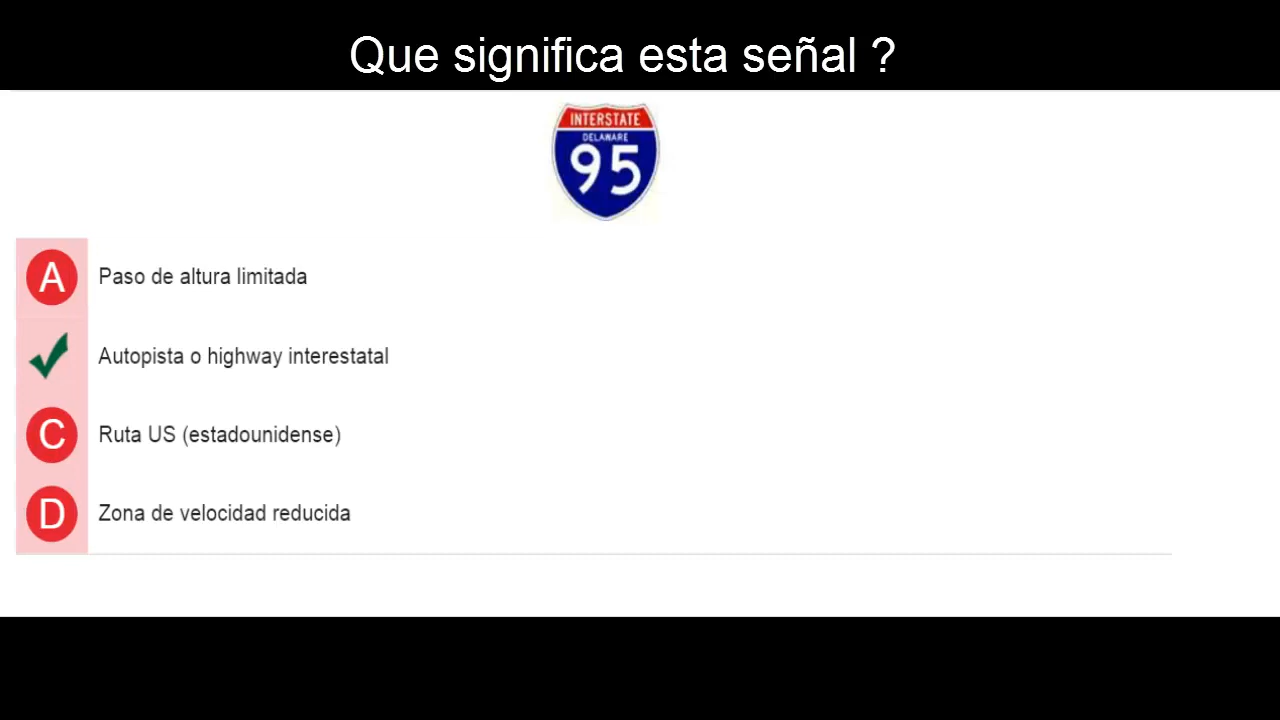 Que significa esta señal ?
INTERSTATE
DELAWARE
95
A Paso de altura limitada
Autopista o highway interestatal
C Ruta US (estadounidense)
D Zona de velocidad reducida